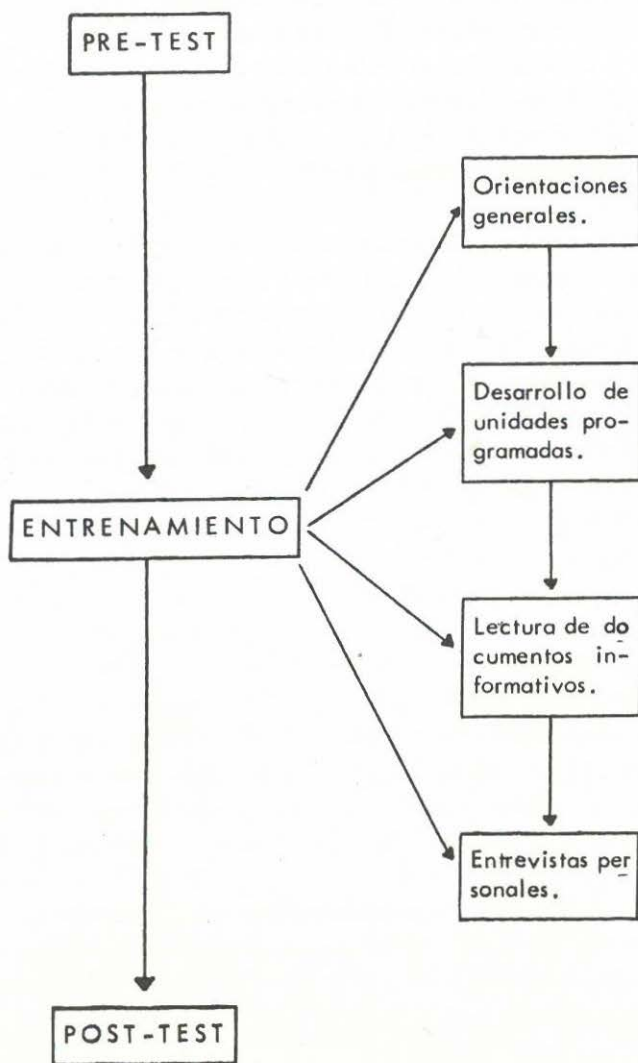 PRE-TEST
Orientaciones
generales.
Desarrollo de
unidades pro-
gramadas.
ENTRENAMIENTO
Lectura de do
cumentos in-
formativos.
Entrevistas per
sonales.
POST-TEST